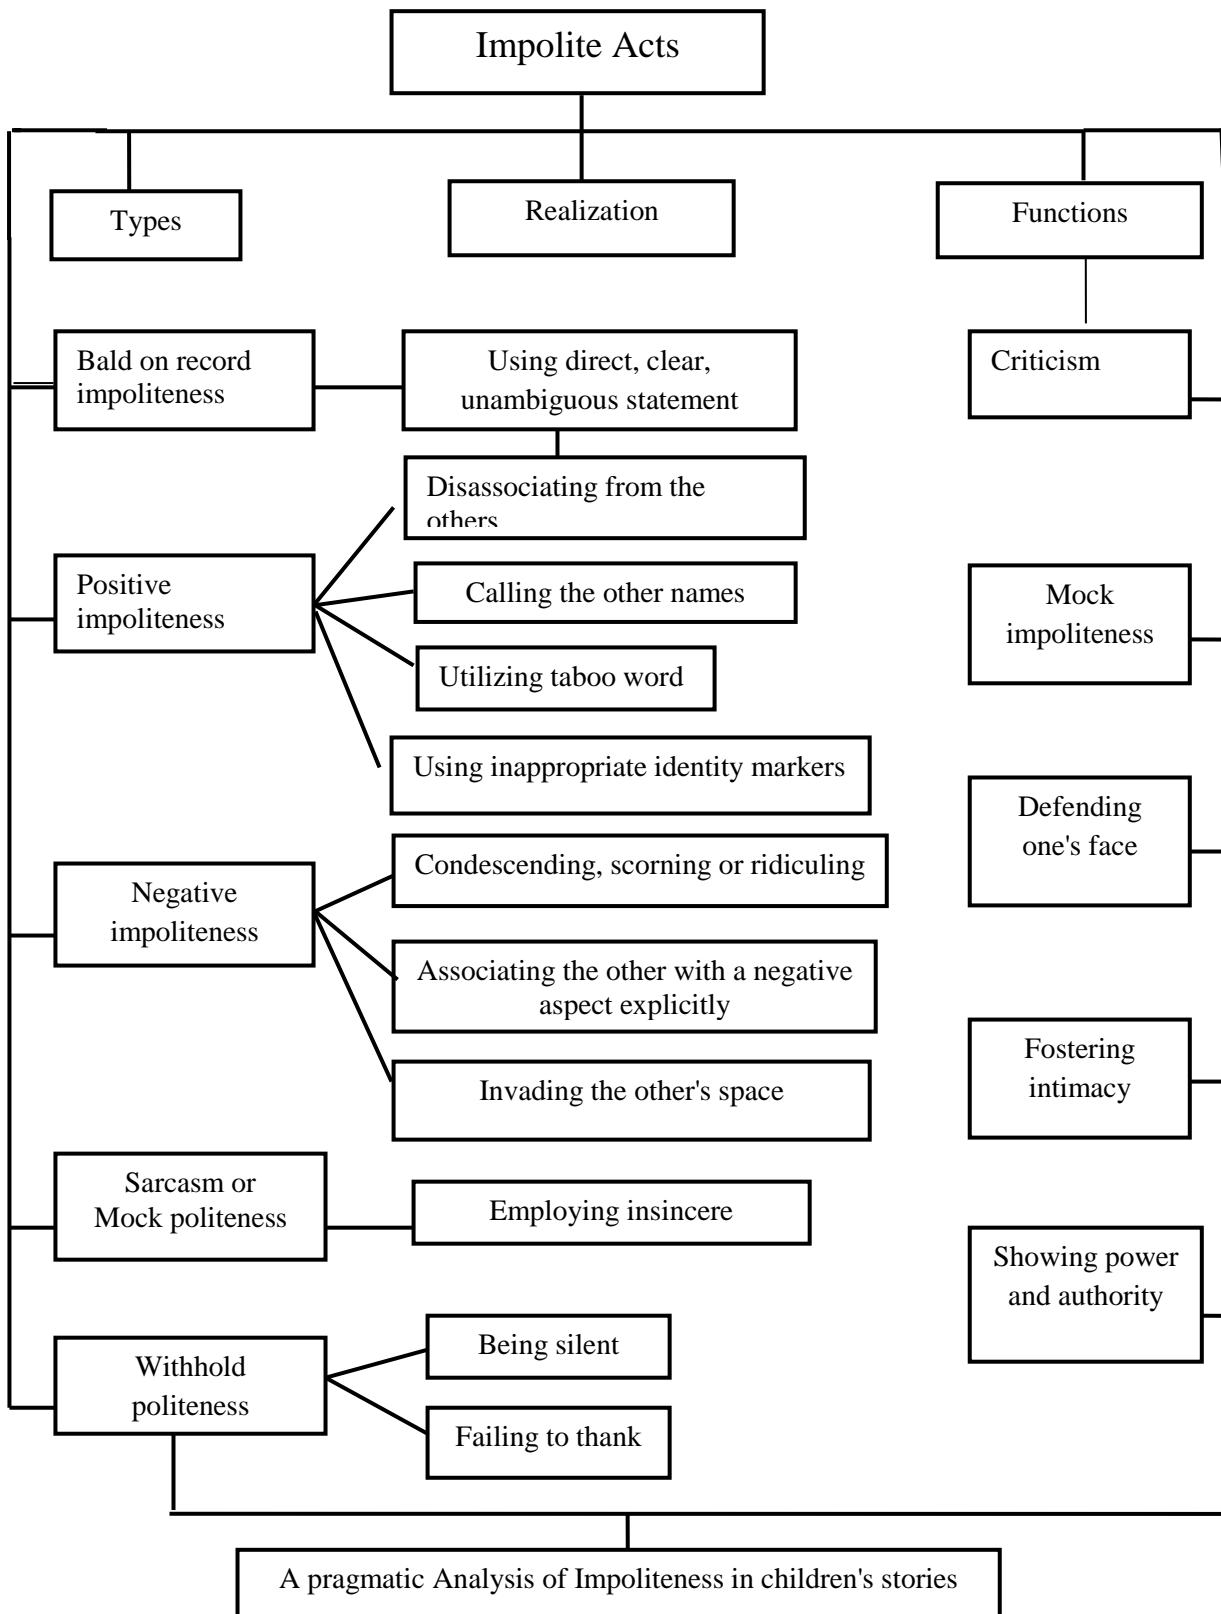 Impolite Acts
Types
Realization
Functions
Bald on record
impoliteness
Using direct, clear,
unambiguous statement
Criticism
Disassociating from the
others
Positive
impoliteness
Calling the other names
Mock
impoliteness
Utilizing taboo word
Using inappropriate identity markers
Defending
one's face
Condescending, scorning or ridiculing
Negative
impoliteness
Associating the other with a negative
aspect explicitly
Fostering
intimacy
Invading the other's space
Sarcasm or
Mock politeness
Employing insincere
Showing power
and authority
Withhold
politeness
Being silent
Failing to thank
A pragmatic Analysis of Impoliteness in children's stories